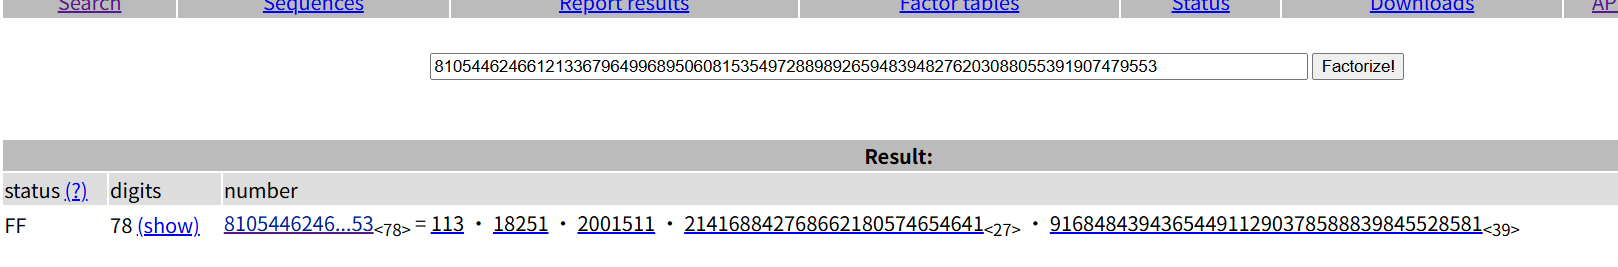 Search Sequences Report results Factor tables Status Downloads AP
810544624661213367964996895060815354972889892659483948276203088055391907479553 Factorize!
Result:
status (?) digits number
FF 78 (show) 8105446246...53<78> = 113 · 18251 · 2001511 · 214168842768662180574654641<27> · 916848439436544911290378588839845528581<39>